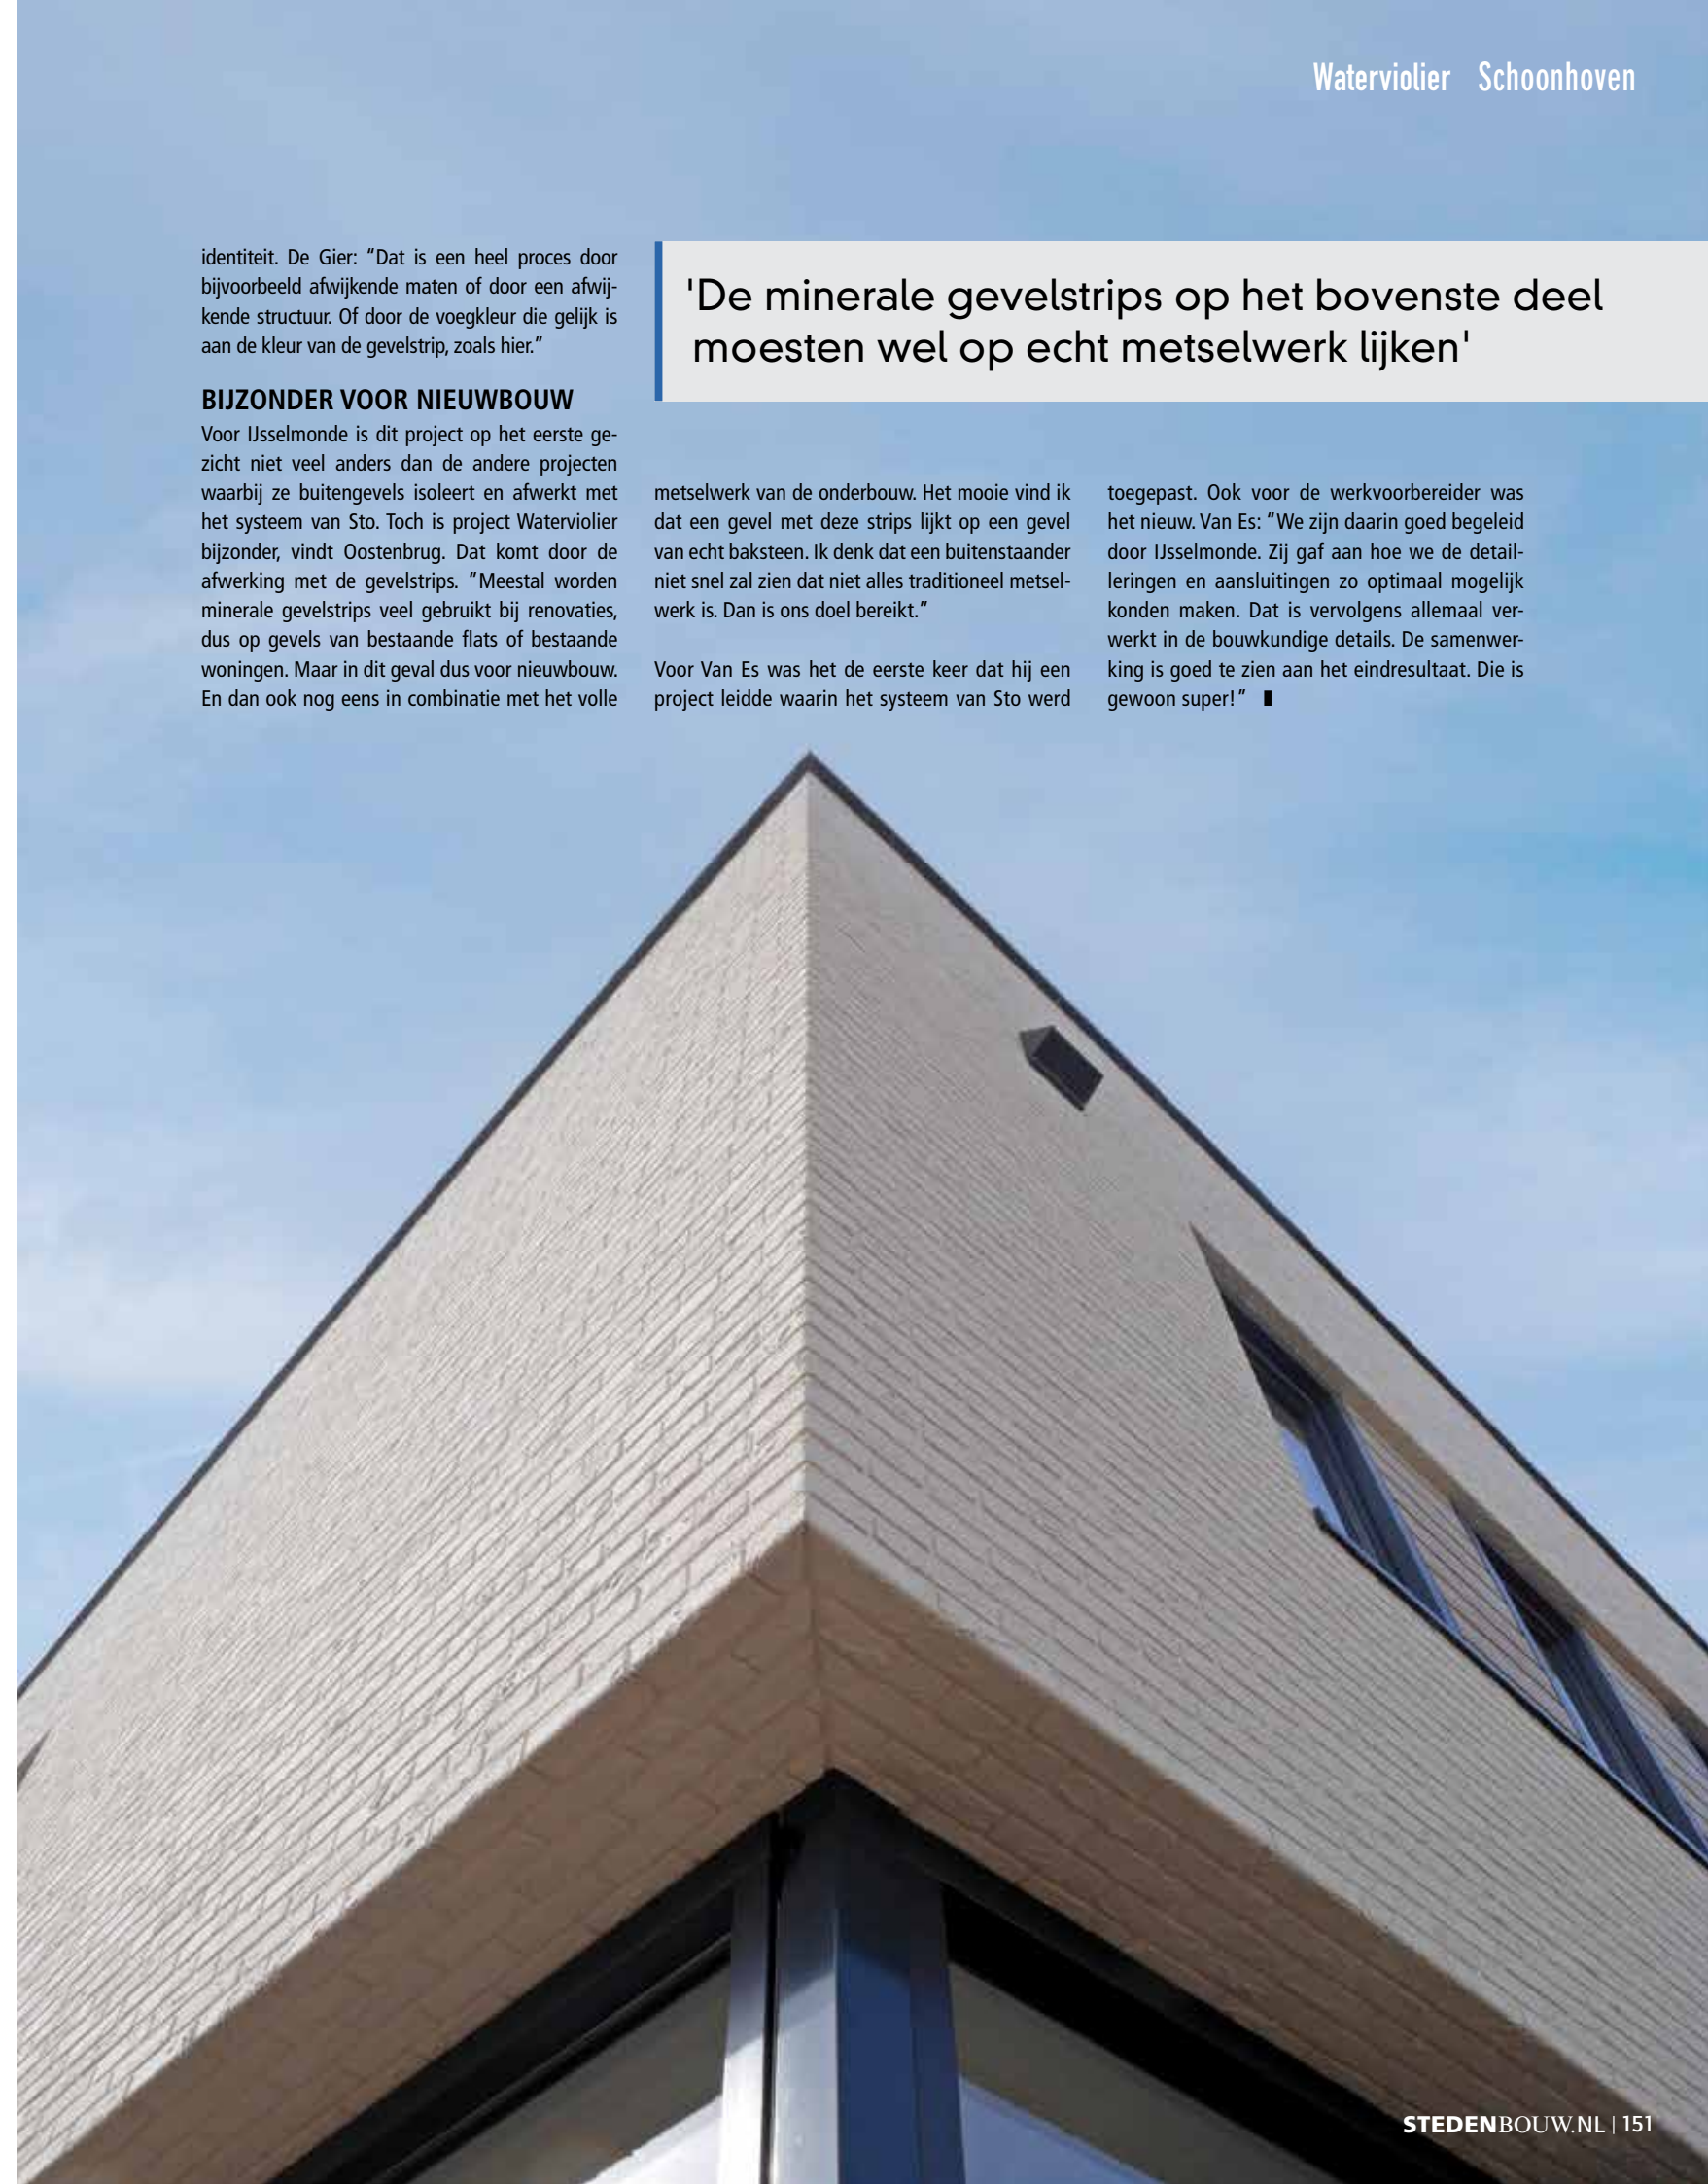 Waterviolier Schoonhoven
identiteit. De Gier: “Dat is een heel proces door
bijvoorbeeld afwijkende maten of door een afwij-
kende structuur. Of door de voegkleur die gelijk is
aan de kleur van de gevelstrip, zoals hier.”
BIJZONDER VOOR NIEUWBOUW
Voor IJsselmonde is dit project op het eerste ge-
zicht niet veel anders dan de andere projecten
waarbij ze buitengevels isoleert en afwerkt met
het systeem van Sto. Toch is project Waterviolier
bijzonder, vindt Oostenbrug. Dat komt door de
afwerking met de gevelstrips. “Meestal worden
minerale gevelstrips veel gebruikt bij renovaties,
dus op gevels van bestaande flats of bestaande
woningen. Maar in dit geval dus voor nieuwbouw.
En dan ook nog eens in combinatie met het volle
'De minerale gevelstrips op het bovenste deel
moesten wel op echt metselwerk lijken'
metselwerk van de onderbouw. Het mooie vind ik
dat een gevel met deze strips lijkt op een gevel
van echt baksteen. Ik denk dat een buitenstaander
niet snel zal zien dat niet alles traditioneel metsel-
werk is. Dan is ons doel bereikt.”
Voor Van Es was het de eerste keer dat hij een
project leidde waarin het systeem van Sto werd
toegepast. Ook voor de werkvoorbereider was
het nieuw. Van Es: “We zijn daarin goed begeleid
door IJsselmonde. Zij gaf aan hoe we de detail-
leringen en aansluitingen zo optimaal mogelijk
konden maken. Dat is vervolgens allemaal ver-
werkt in de bouwkundige details. De samenwer-
king is goed te zien aan het eindresultaat. Die is
gewoon super!”
STEDENBOUW.NL | 151